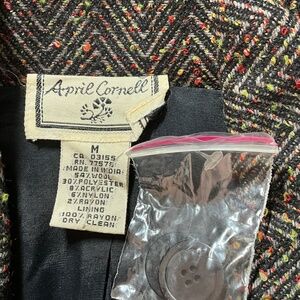 April Cornell
M
CA 03155
RN. 77575
MADE IN INDIA
54% WOOL
30% POLYESTER
8% ACRYLIC
6% NYLON
2% RAYON
LINING
100% RAYON
DRY CLEAN